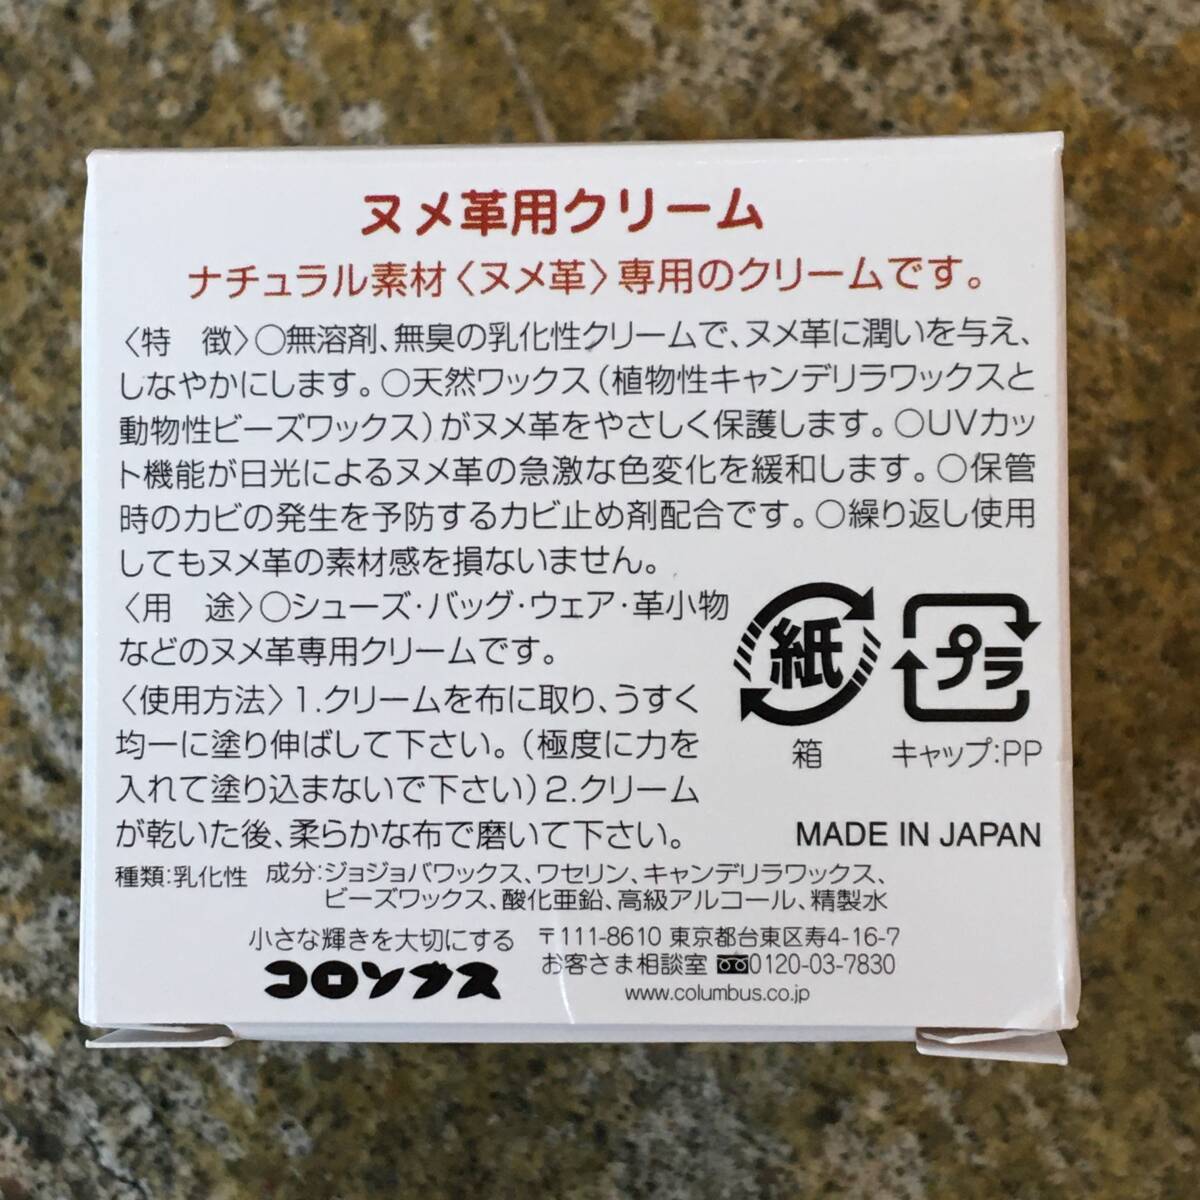 ヌメ革用クリーム
ナチュラル素材〈ヌメ革〉専用のクリームです。
〈特　徴〉○無溶剤、無臭の乳化性クリームで、ヌメ革に潤いを与え、
しなやかにします。○天然ワックス(植物性キャンデリラワックスと
動物性ビーズワックス)がヌメ革をやさしく保護します。○UVカッ
ト機能が日光によるヌメ革の急激な色変化を緩和します。○保管
時のカビの発生を予防するカビ止め剤配合です。○繰り返し使用
してもヌメ革の素材感を損ないません。
〈用　途〉○シューズ・バッグ・ウェア・革小物
などのヌメ革専用クリームです。
〈使用方法〉1.クリームを布に取り、うすく
均一に塗り伸ばして下さい。(極度に力を
入れて塗り込まないで下さい)2.クリーム
が乾いた後、柔らかな布で磨いて下さい。
紙
箱
プラ
キャップ:PP
MADE IN JAPAN
種類:乳化性 成分:ジョジョバワックス、ワセリン、キャンデリラワックス、
ビーズワックス、酸化亜鉛、高級アルコール、精製水
小さな輝きを大切にする
コロンブス
〒111-8610 東京都台東区寿4-16-7
お客さま相談室 0120-03-7830
www.columbus.co.jp